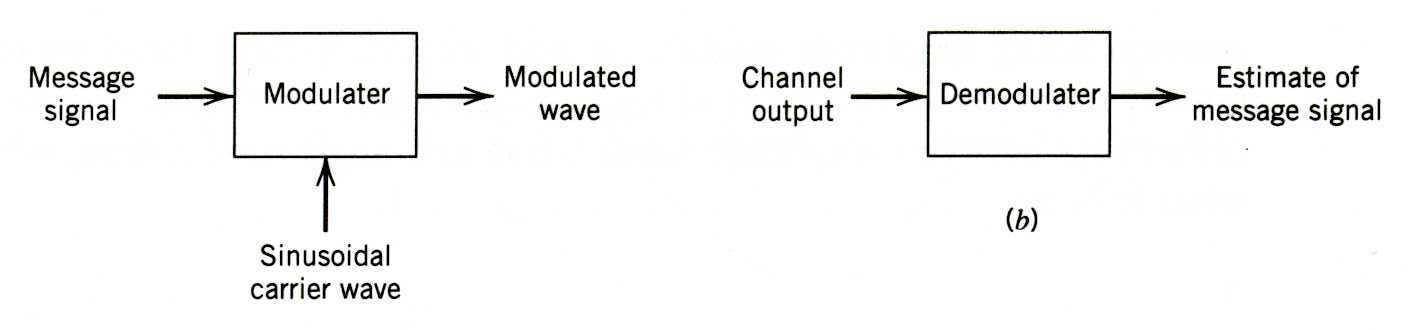 Message
signal
Modulater
Modulated
wave
Sinusoidal
carrier wave
Channel
output
Demodulater
Estimate of
message signal
(b)